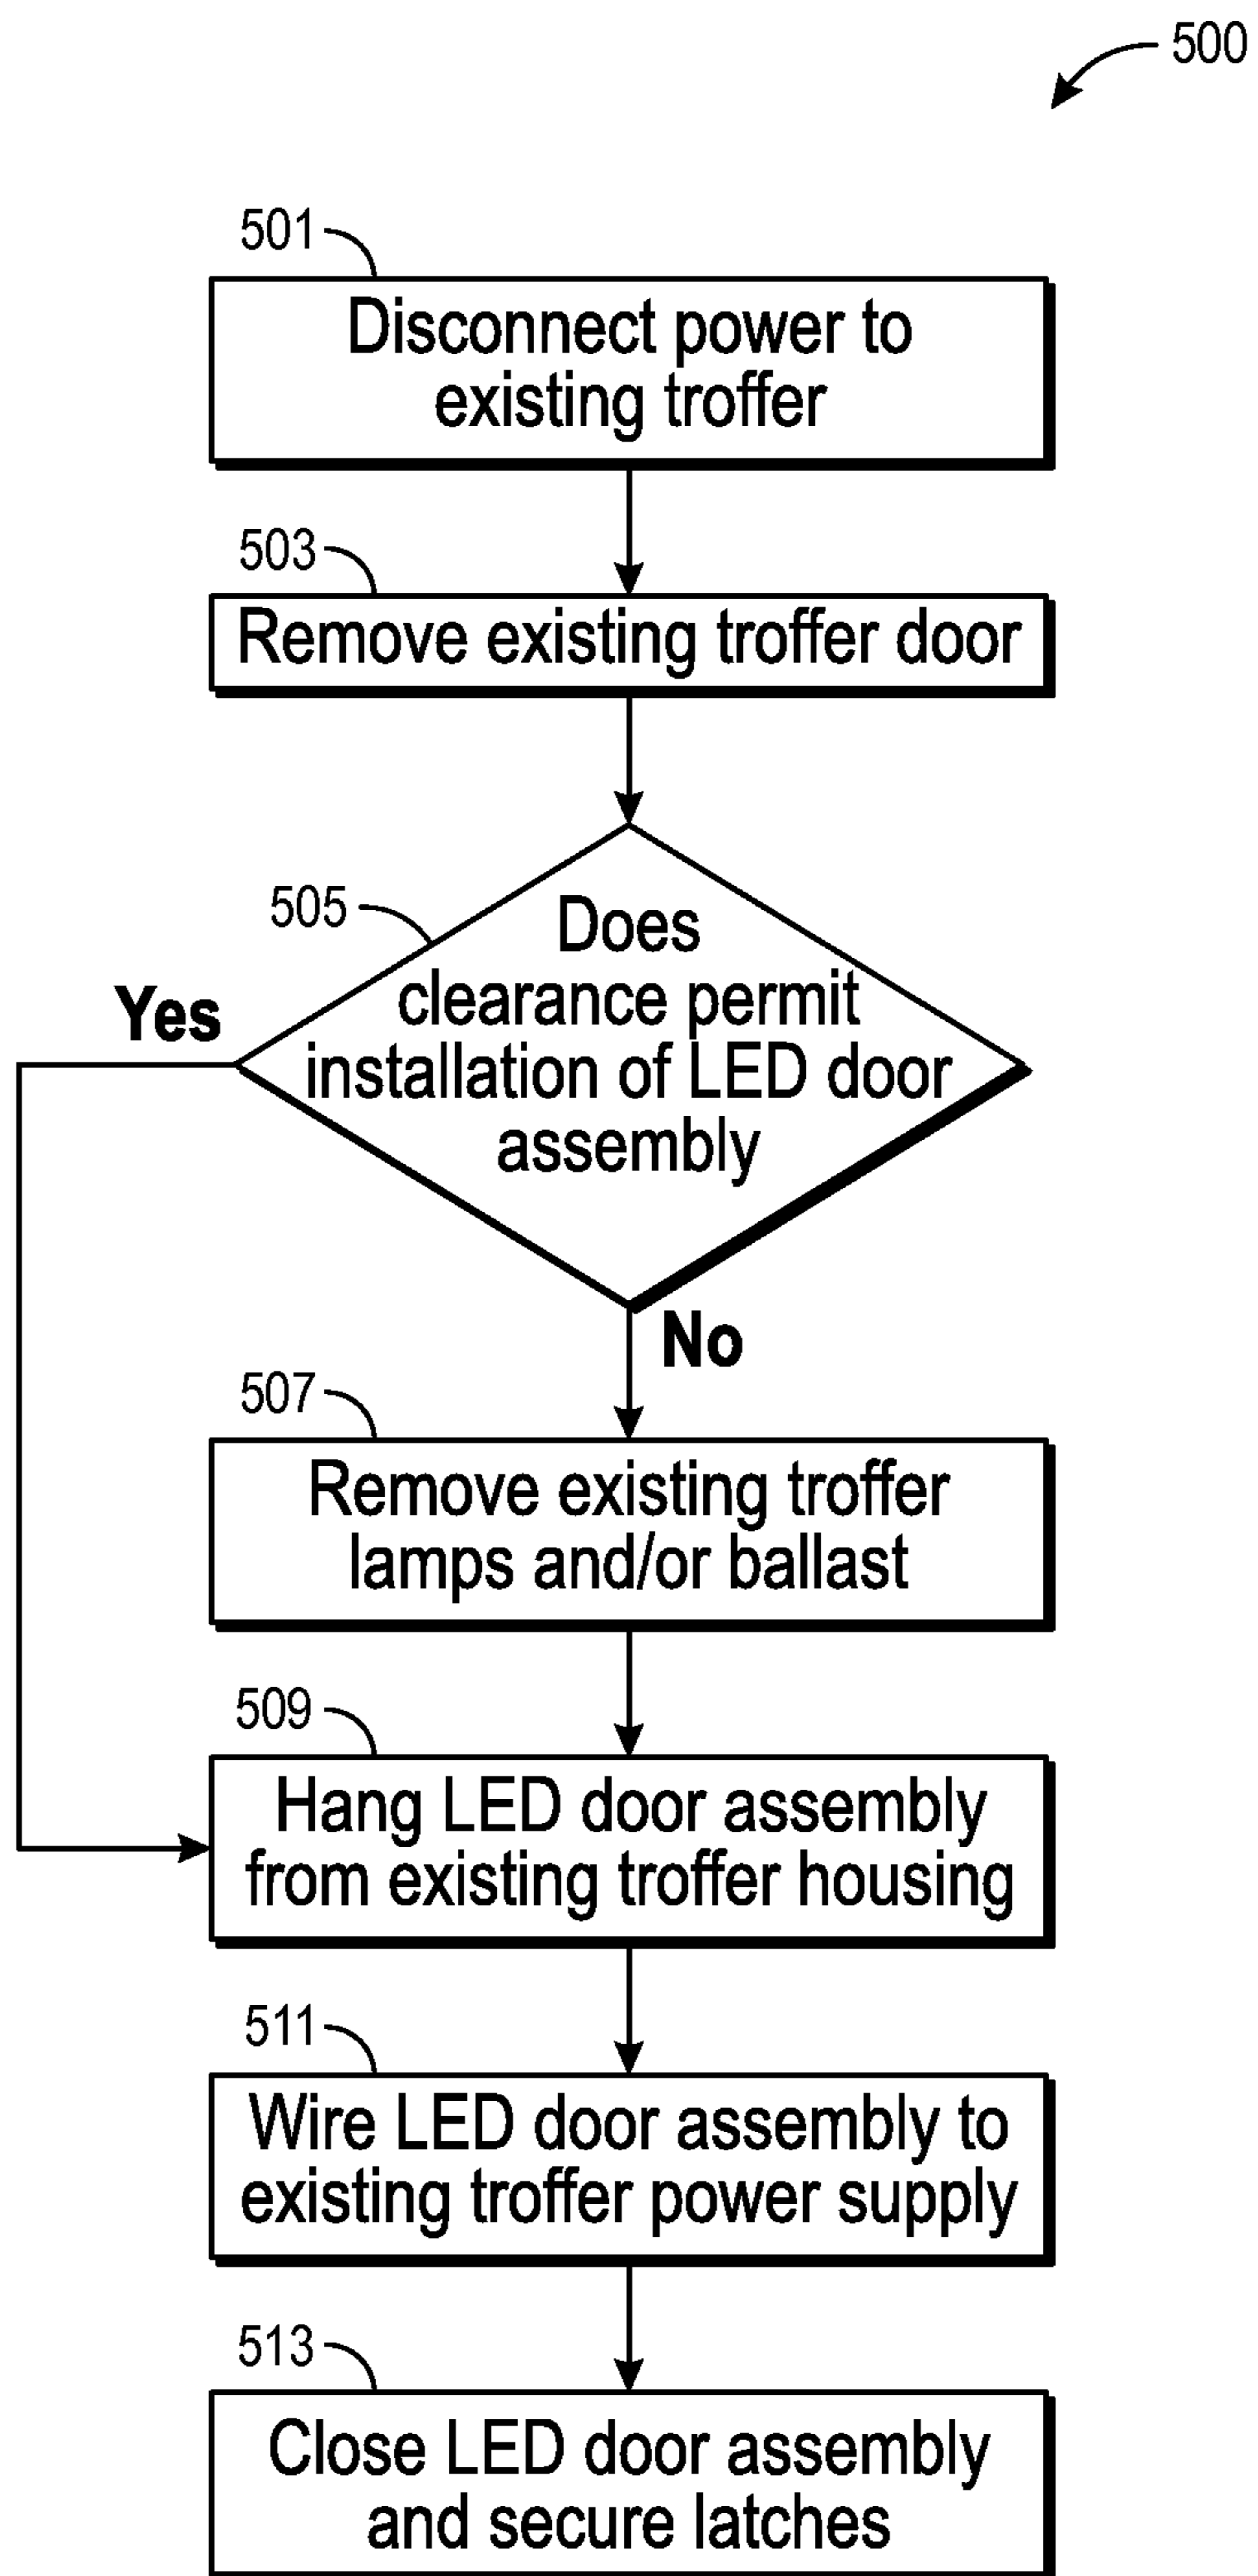 500
501
Disconnect power to
existing troffer
503
Remove existing troffer door
505
Does
clearance permit
installation of LED door
assembly
Yes
No
507
Remove existing troffer
lamps and/or ballast
509
Hang LED door assembly
from existing troffer housing
511
Wire LED door assembly to
existing troffer power supply
513
Close LED door assembly
and secure latches